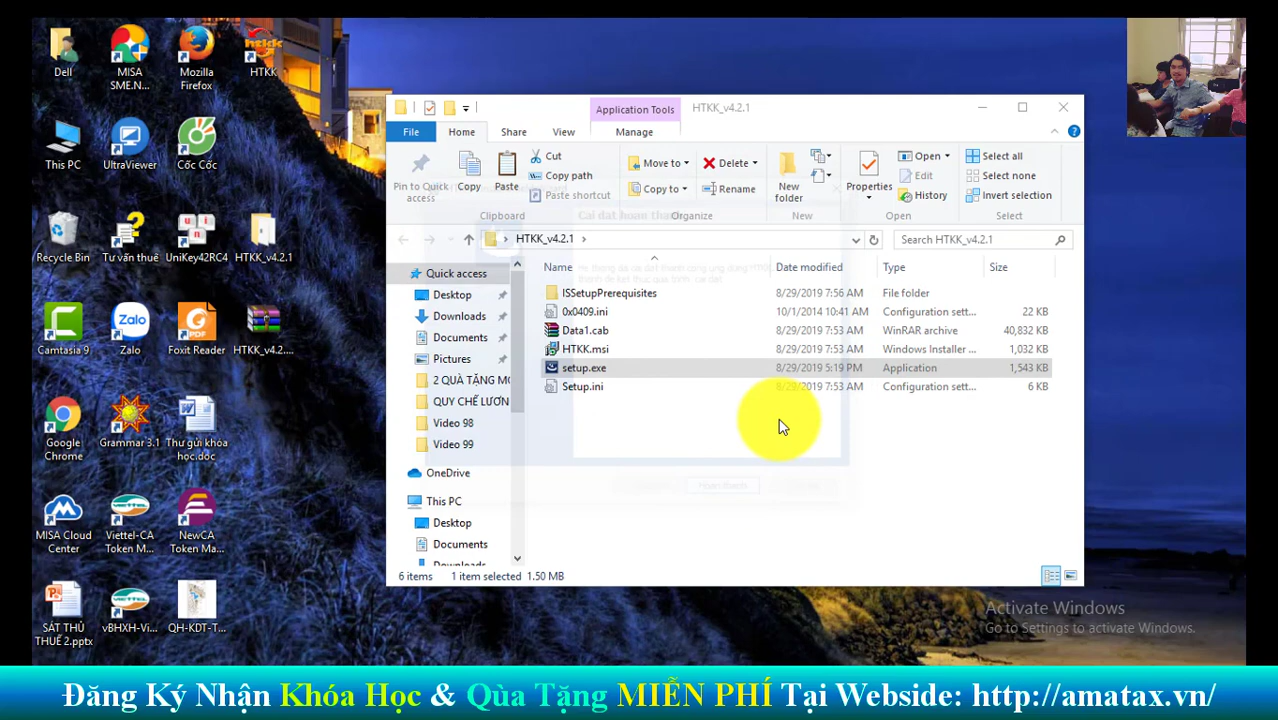 Dell
MISA
SME.N...
Mozilla
Firefox
HTKK
This PC
UltraViewer
Cốc Cốc
Recycle Bin
Tư vấn thuế
UniKey42RC4
HTKK_v4.2.1
Camtasia 9
Zalo
Foxit Reader
HTKK_v4.2....
Google
Chrome
Grammar 3.1
Thư gửi khóa
học.doc
MISA Cloud
Center
Viettel-CA
Token M...
NewCA
Token Ma...
SÁT THỦ
THUẾ 2.pptx
vBHXH-Vi...
QH-KDT-T...
Application Tools
HTKK_v4.2.1
File
Home
Share
View
Manage
Pin to Quick
access
Copy
Paste
Cut
Copy path
Paste shortcut
Clipboard
Move to
Copy to
Delete
Rename
Organize
New
folder
New
Properties
Open
Edit
History
Open
Select all
Select none
Invert selection
Select
HTKK_v4.2.1
Search HTKK_v4.2.1
Quick access
Desktop
Downloads
Documents
Pictures
2 QUÀ TẶNG MO
QUY CHẾ LƯƠN
Video 98
Video 99
OneDrive
This PC
Desktop
Documents
Name Date modified Type Size
ISSetupPrerequisites 8/29/2019 7:56 AM File folder
0x0409.ini 10/1/2014 10:41 AM Configuration sett... 22 KB
Data1.cab 8/29/2019 7:53 AM WinRAR archive 40,832 KB
HTKK.msi 8/29/2019 7:53 AM Windows Installer ... 1,032 KB
setup.exe 8/29/2019 5:19 PM Application 1,543 KB
Setup.ini 8/29/2019 7:53 AM Configuration sett... 6 KB
6 items 1 item selected 1.50 MB
Activate Windows
Go to Settings to activate Windows.
Đăng Ký Nhận Khóa Học & Qùa Tặng MIỄN PHÍ Tại Webside: http://amatax.vn/